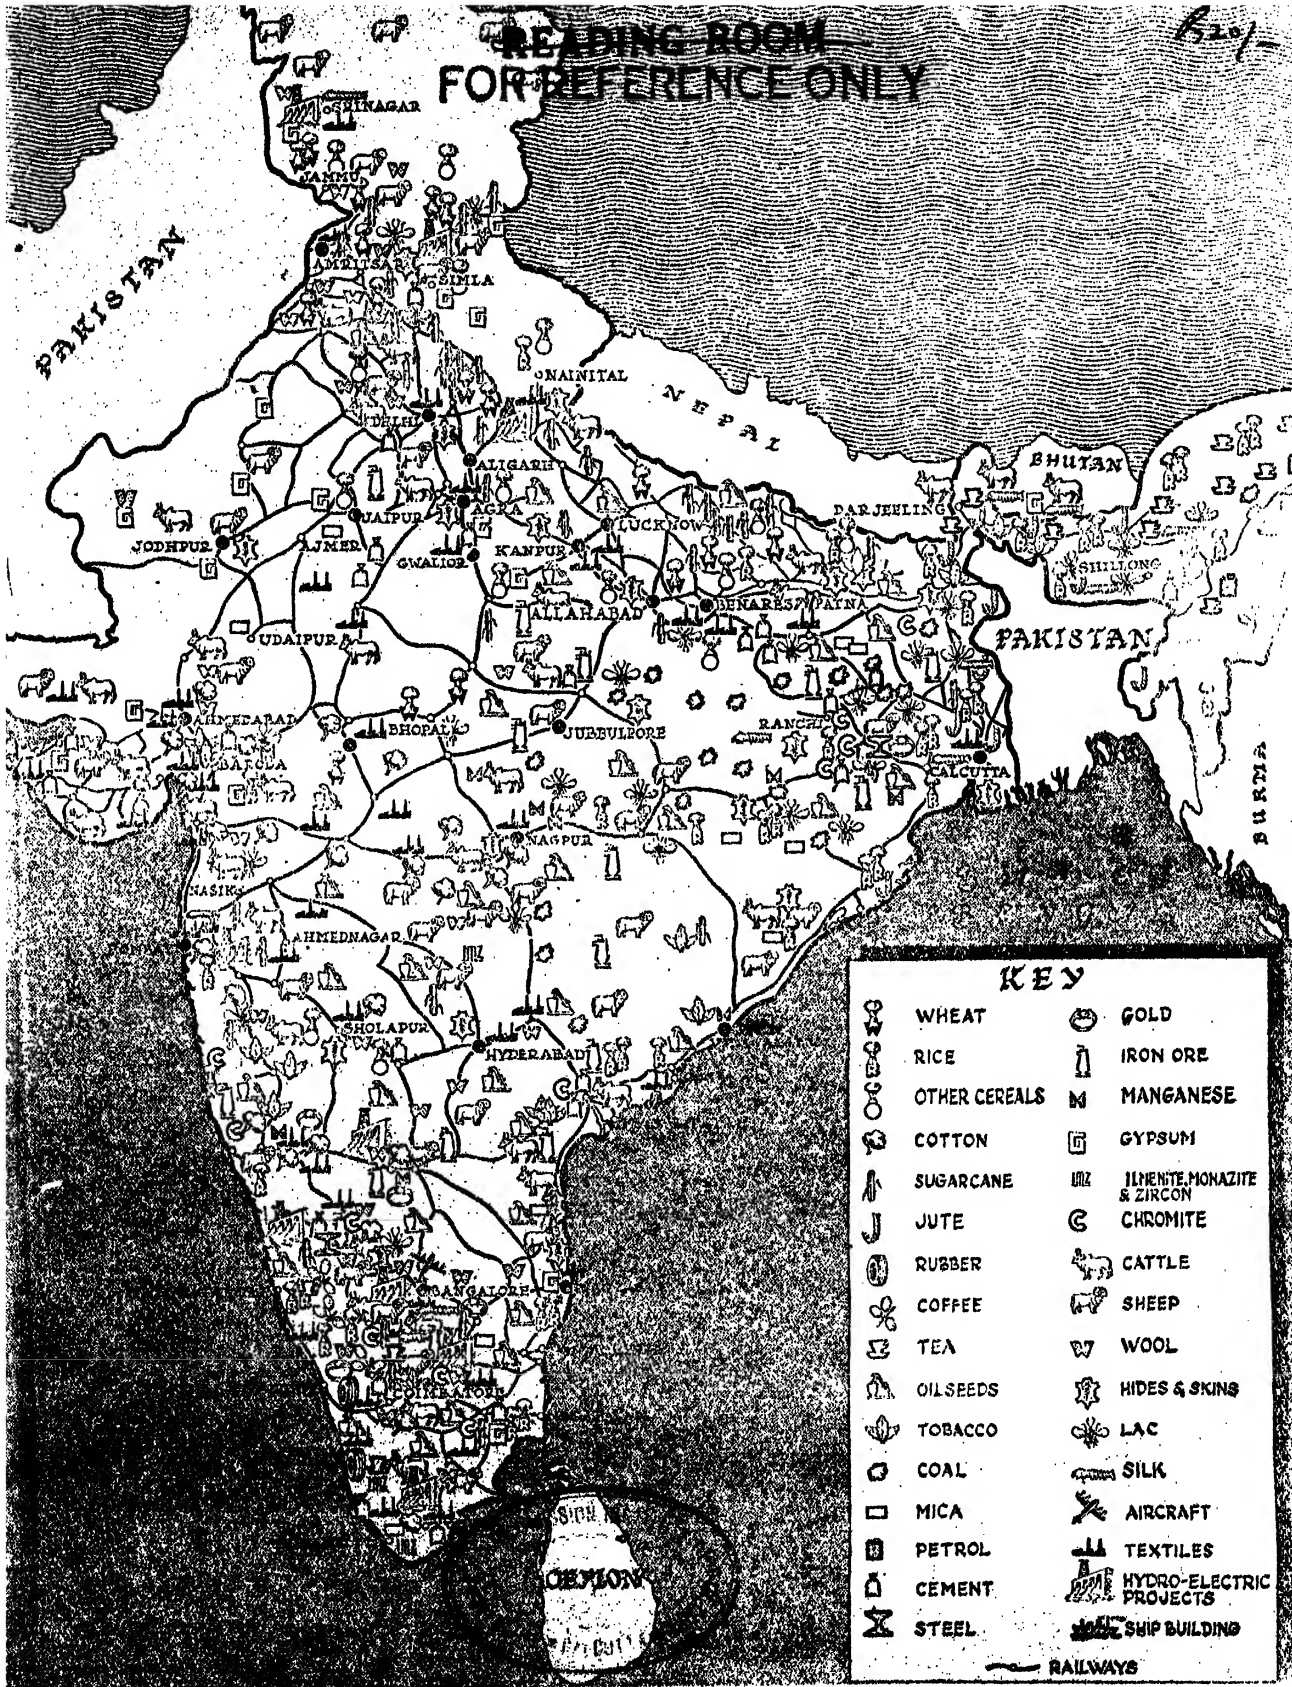 READING ROOM
FOR REFERENCE ONLY
SRINAGAR
JAMMU
PAKISTAN
AMRITSAR
SIMLA
NAINITAL
NEPAL
DELHI
ALIGARH
BHUTAN
JAIPUR
AGRA
LUCKNOW
DARJEELING
JODHPUR
AJMER
GWALIOR
KANPUR
SHILLONG
ALLAHABAD
BENARES
PATNA
UDAIPUR
PAKISTAN
AHMEDABAD
BHOPAL
JUBBULPORE
RANCHI
BARODA
CALCUTTA
BURMA
NAGPUR
NASIK
AHMEDNAGAR
SHOLAPUR
HYDERABAD
BANGALORE
COIMBATORE
CEYLON
KEY
WHEAT
GOLD
RICE
IRON ORE
OTHER CEREALS
MANGANESE
COTTON
GYPSUM
SUGARCANE
ILMENITE, MONAZITE
& ZIRCON
JUTE
CHROMITE
RUBBER
CATTLE
COFFEE
SHEEP
TEA
WOOL
OILSEEDS
HIDES & SKINS
TOBACCO
LAC
COAL
SILK
MICA
AIRCRAFT
PETROL
TEXTILES
CEMENT
HYDRO-ELECTRIC
PROJECTS
STEEL
SHIP BUILDING
RAILWAYS